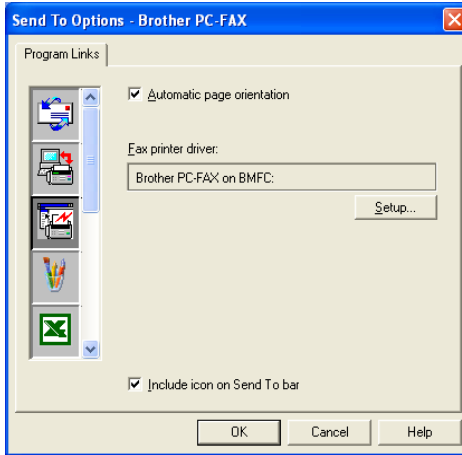 Send To Options - Brother PC-FAX
Program Links
Automatic page orientation
Fax printer driver:
Brother PC-FAX on BMFC:
Setup...
Include icon on Send To bar
OK
Cancel
Help